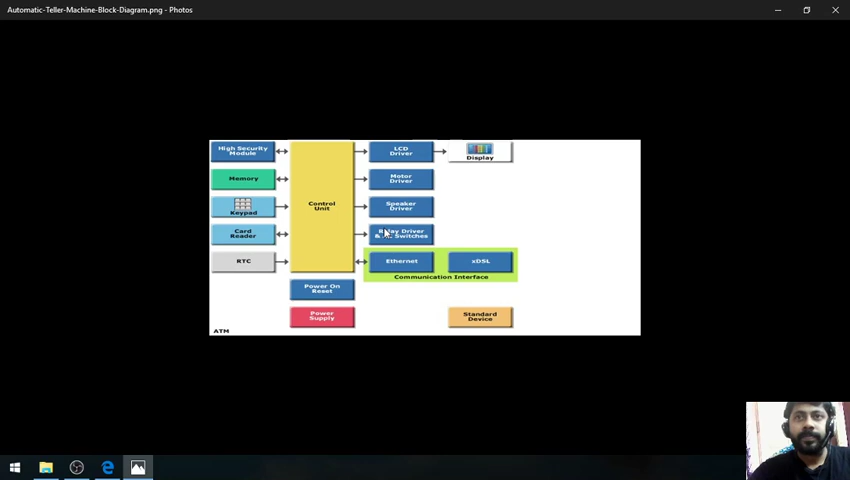 Automatic-Teller-Machine-Block-Diagram.png - Photos
High Security
Module
Memory
Keypad
Card
Reader
RTC
Control
Unit
LCD
Driver
Display
Motor
Driver
Speaker
Driver
Driver
& Switches
Ethernet
xDSL
Communication Interface
Power On
Reset
Power
Supply
Standard
Device
ATM